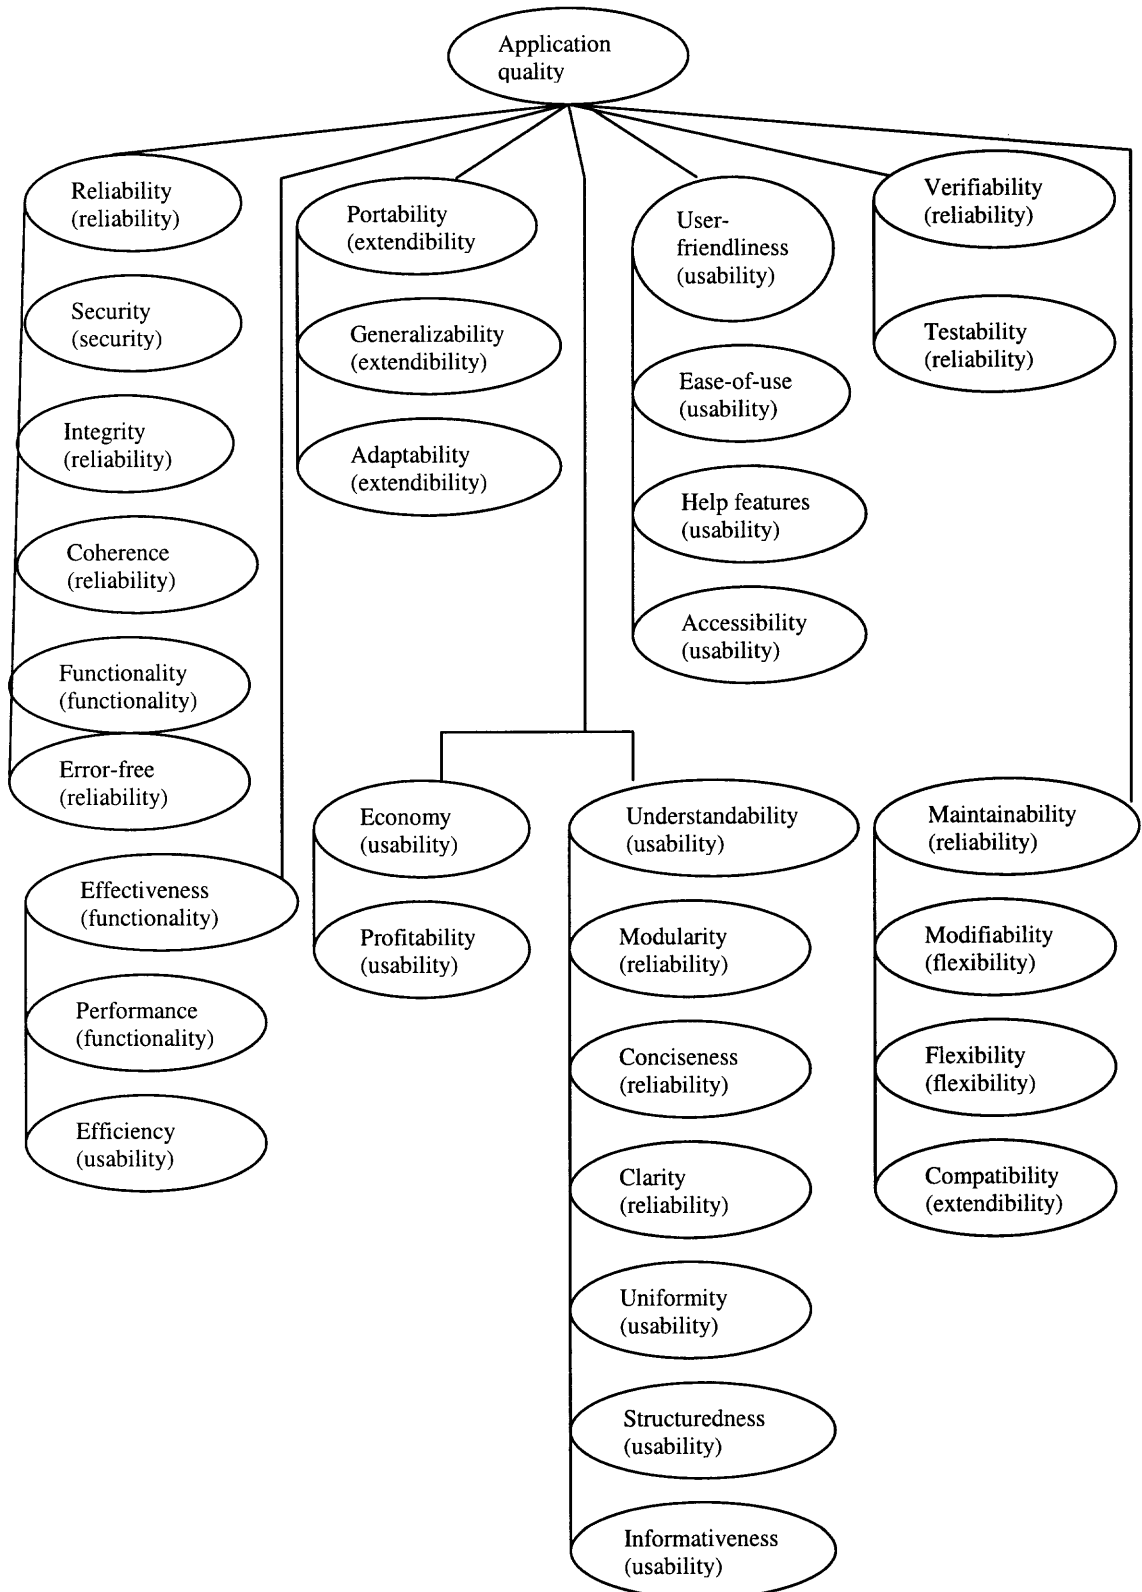 Application
quality
Reliability
(reliability)
Security
(security)
Integrity
(reliability)
Coherence
(reliability)
Functionality
(functionality)
Error-free
(reliability)
Effectiveness
(functionality)
Performance
(functionality)
Efficiency
(usability)
Portability
(extendibility
Generalizability
(extendibility)
Adaptability
(extendibility)
Economy
(usability)
Profitability
(usability)
User-
friendliness
(usability)
Ease-of-use
(usability)
Help features
(usability)
Accessibility
(usability)
Understandability
(usability)
Modularity
(reliability)
Conciseness
(reliability)
Clarity
(reliability)
Uniformity
(usability)
Structuredness
(usability)
Informativeness
(usability)
Verifiability
(reliability)
Testability
(reliability)
Maintainability
(reliability)
Modifiability
(flexibility)
Flexibility
(flexibility)
Compatibility
(extendibility)